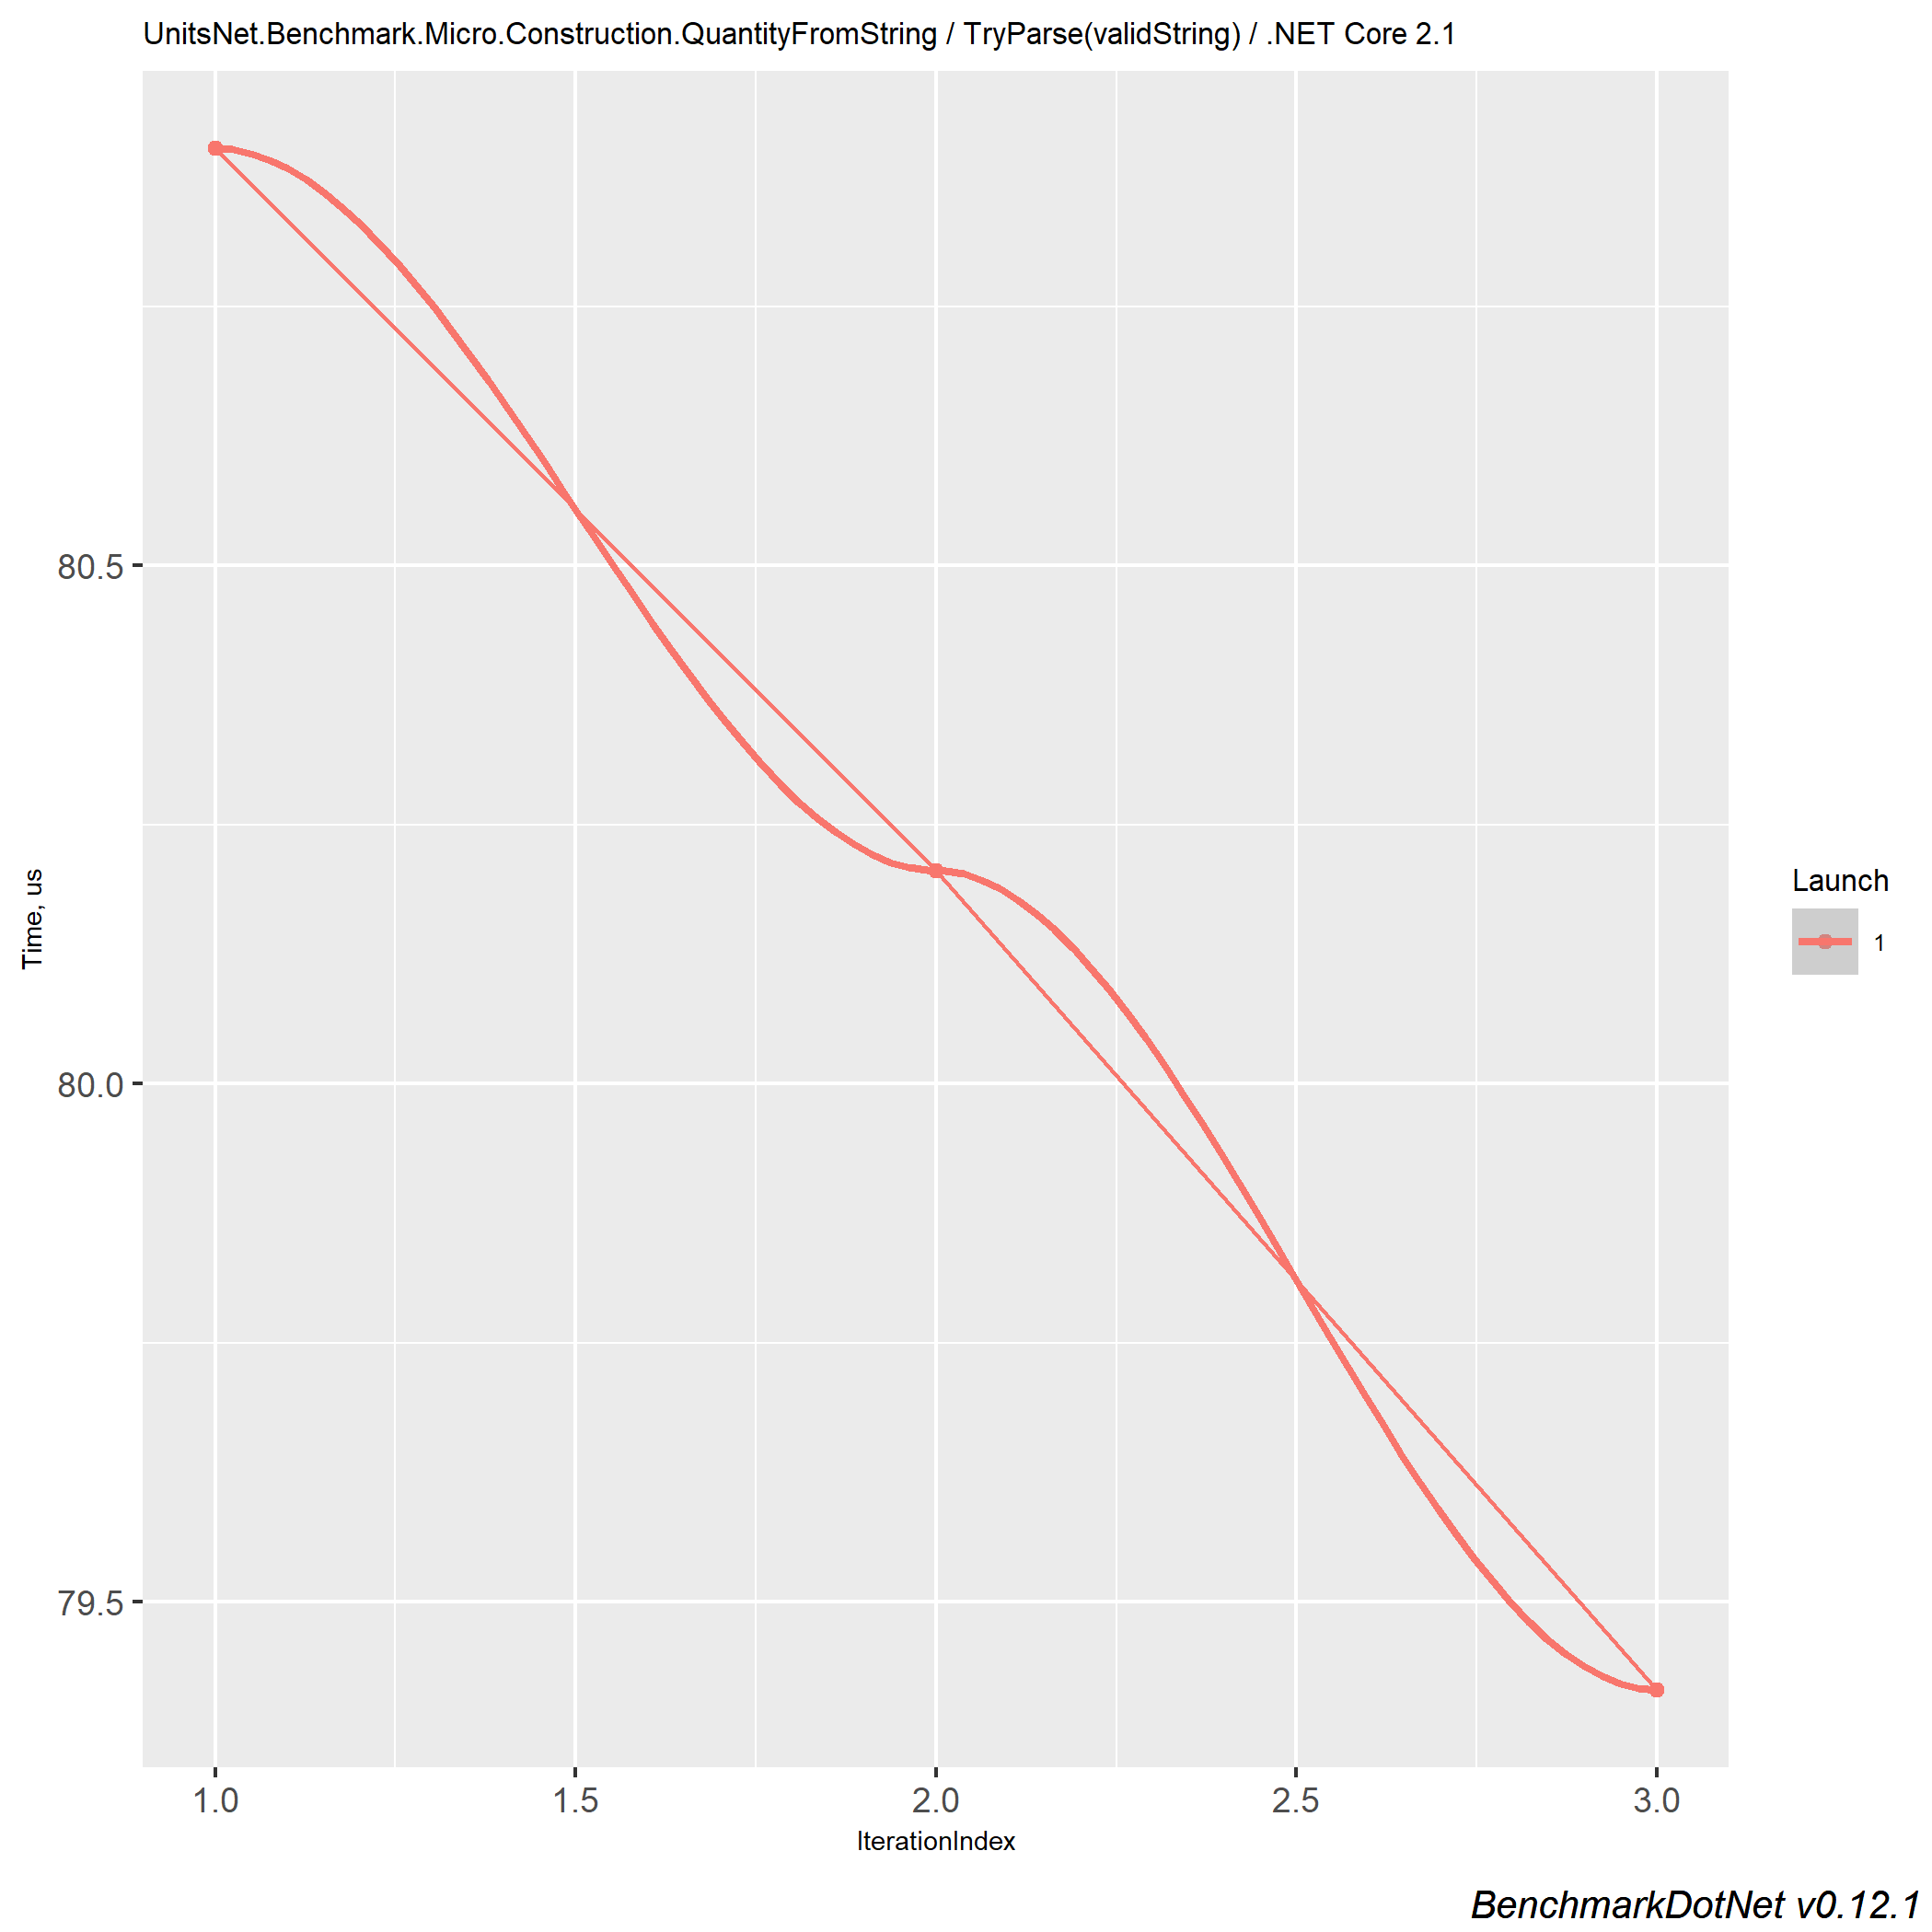 UnitsNet.Benchmark.Micro.Construction.QuantityFromString / TryParse(validString) / .NET Core 2.1
80.5
80.0
79.5
Time, us
1.0 1.5 2.0 2.5 3.0
IterationIndex
Launch
1
BenchmarkDotNet v0.12.1